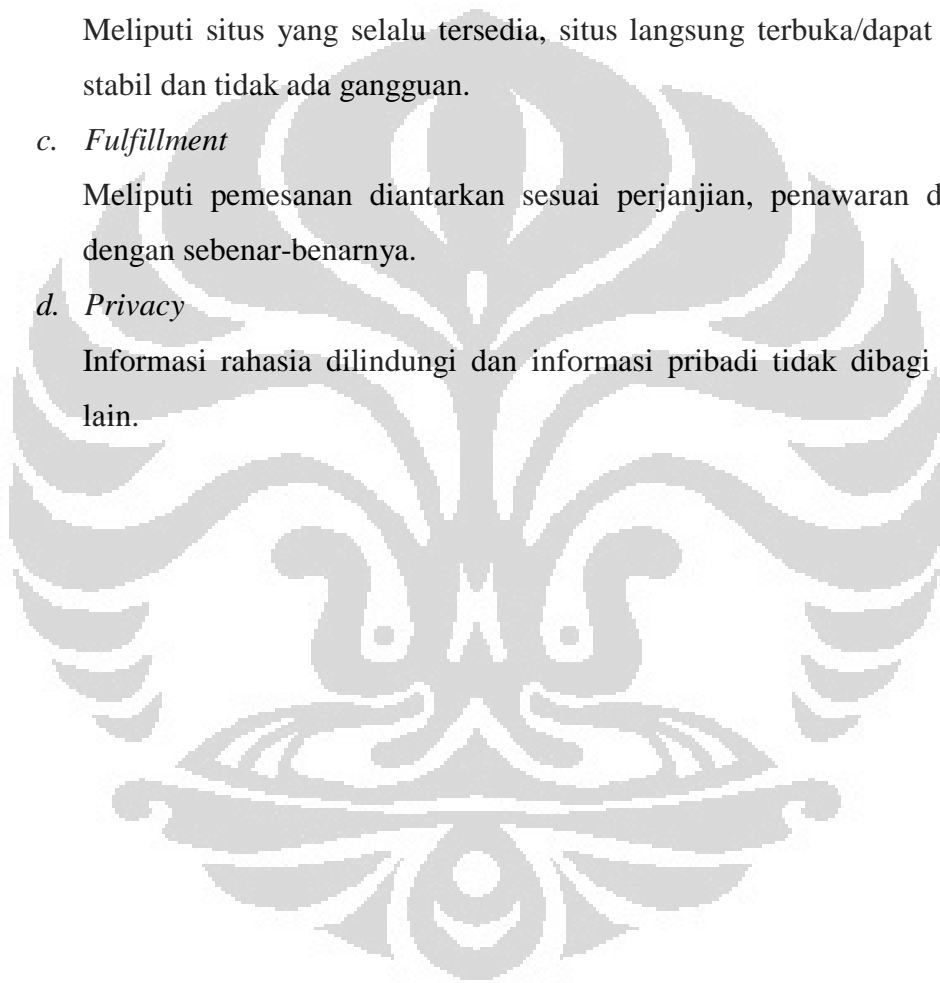 Meliputi situs yang selalu tersedia, situs langsung terbuka/dapat
stabil dan tidak ada gangguan.
c. Fulfillment
Meliputi pemesanan diantarkan sesuai perjanjian, penawaran d
dengan sebenar-benarnya.
d. Privacy
Informasi rahasia dilindungi dan informasi pribadi tidak dibagi
lain.